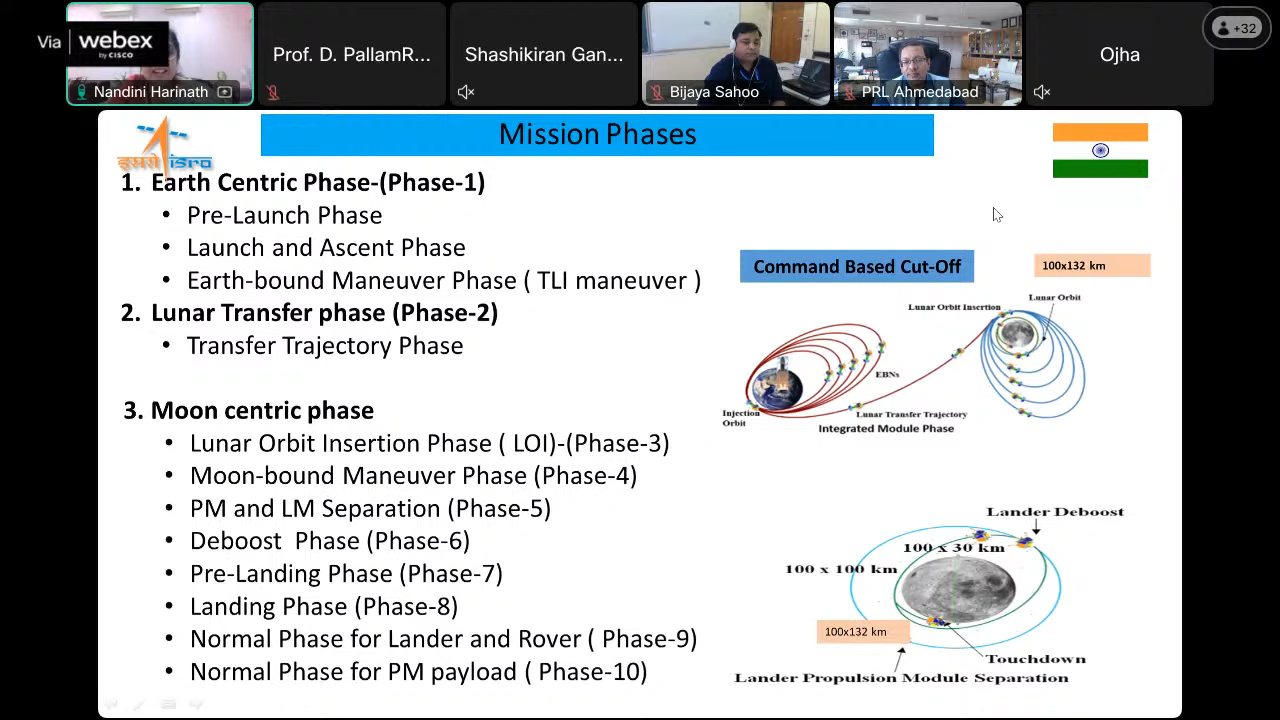 Via webex
by CISCO
Nandini Harinath
Prof. D. PallamR...
Shashikiran Gan...
Bijaya Sahoo
PRL Ahmedabad
Ojha
+32
इसरो isro
Mission Phases
1. Earth Centric Phase-(Phase-1)
• Pre-Launch Phase
• Launch and Ascent Phase
• Earth-bound Maneuver Phase ( TLI maneuver )
2. Lunar Transfer phase (Phase-2)
• Transfer Trajectory Phase
3. Moon centric phase
• Lunar Orbit Insertion Phase ( LOI)-(Phase-3)
• Moon-bound Maneuver Phase (Phase-4)
• PM and LM Separation (Phase-5)
• Deboost Phase (Phase-6)
• Pre-Landing Phase (Phase-7)
• Landing Phase (Phase-8)
• Normal Phase for Lander and Rover ( Phase-9)
• Normal Phase for PM payload ( Phase-10)
Command Based Cut-Off
100x132 km
Lunar Orbit Insertion
Lunar Orbit
EBNs
Injection
Orbit
Lunar Transfer Trajectory
Integrated Module Phase
Lander Deboost
100 x 30 km
100 x 100 km
100x132 km
Touchdown
Lander Propulsion Module Separation